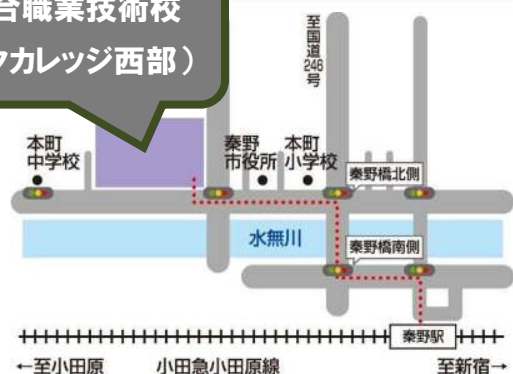 合職業技術校
カレッジ西部）
至国道246号
本町
中学校
秦野
市役所
本町
小学校
秦野橋北側
水無川
秦野橋南側
秦野駅
←至小田原
小田急小田原線
至新宿→